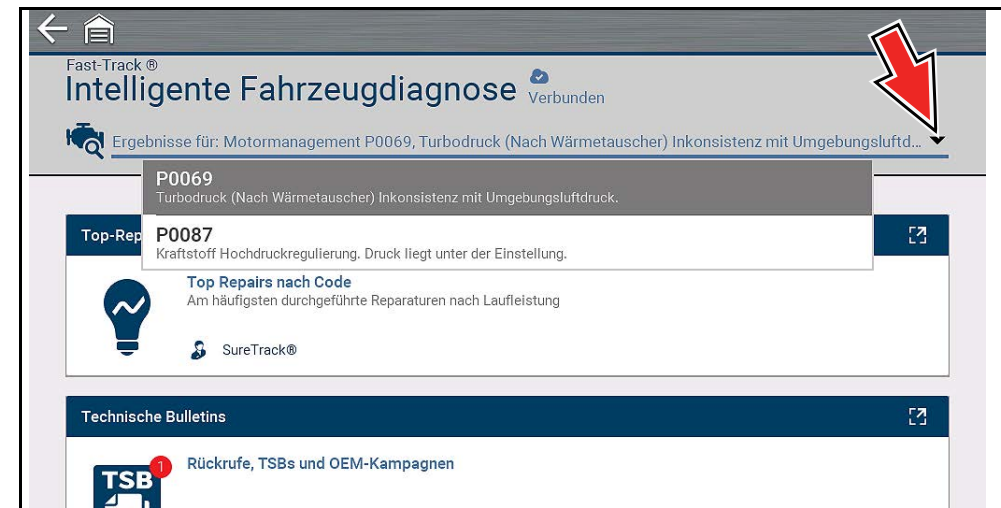 Fast-Track ®
Intelligente Fahrzeugdiagnose
Verbunden
Ergebnisse für: Motormanagement P0069, Turbodruck (Nach Wärmetauscher) Inkonsistenz mit Umgebungsluftd...
P0069
Turbodruck (Nach Wärmetauscher) Inkonsistenz mit Umgebungsluftdruck.
Top-Rep
P0087
Kraftstoff Hochdruckregulierung. Druck liegt unter der Einstellung.
Top Repairs nach Code
Am häufigsten durchgeführte Reparaturen nach Laufleistung
SureTrack®
Technische Bulletins
TSB
1
Rückrufe, TSBs und OEM-Kampagnen